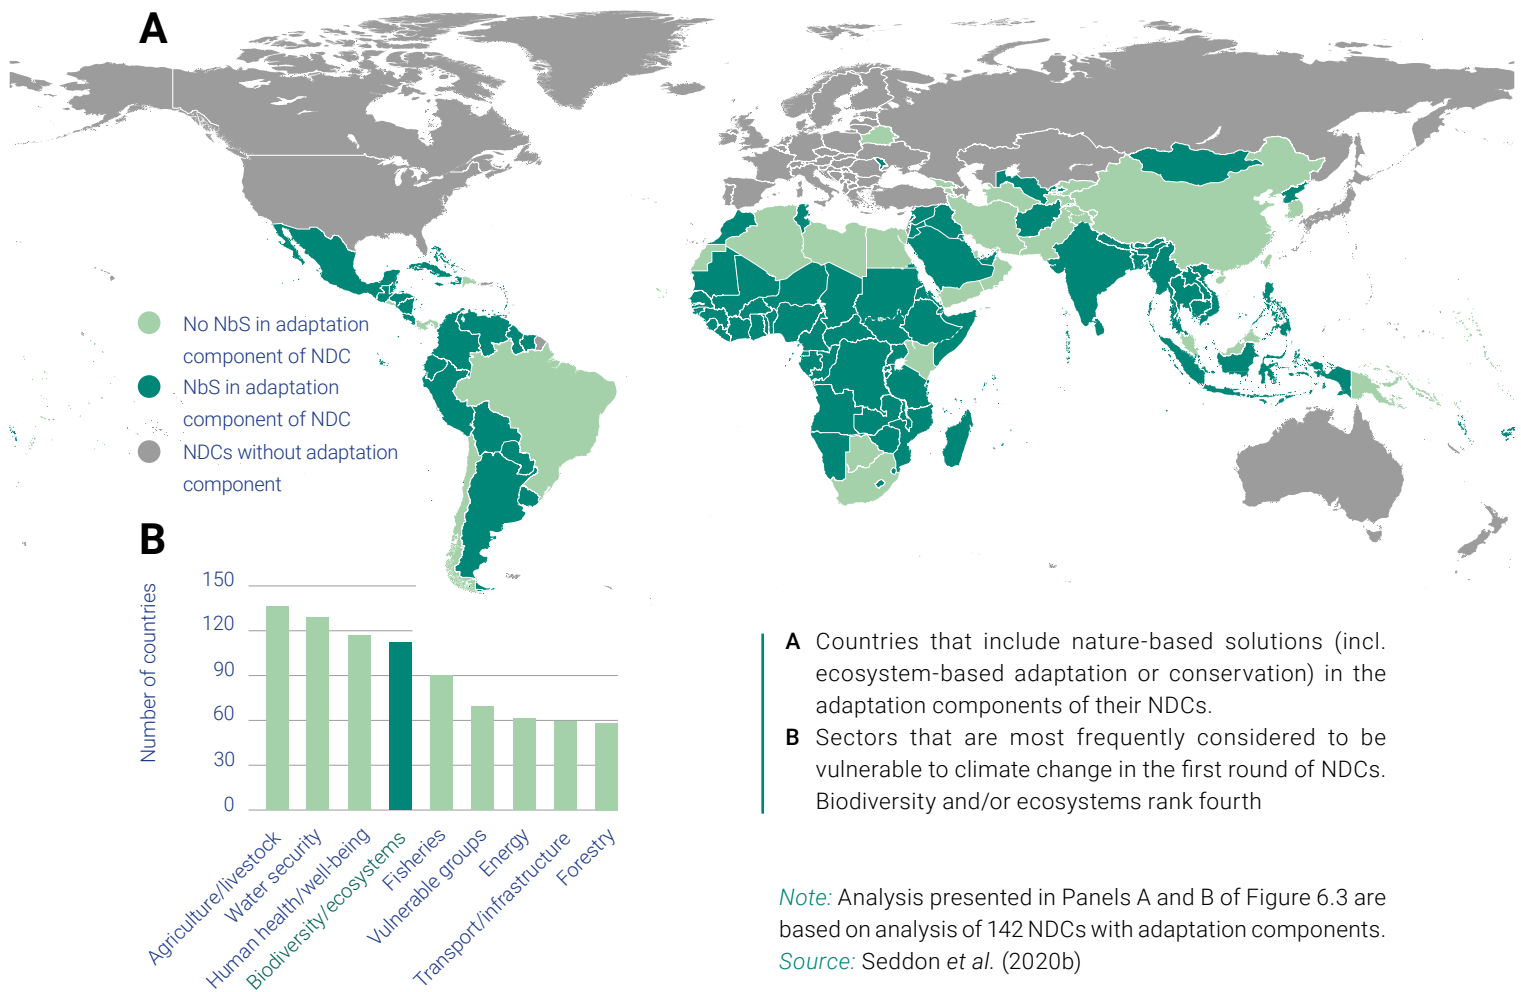 A
No NbS in adaptation
component of NDC
NbS in adaptation
component of NDC
NDCs without adaptation
component
B
Number of countries
150
120
90
60
30
0
Agriculture/livestock
Water security
Human health/well-being
Biodiversity/ecosystems
Fisheries
Vulnerable groups
Energy
Transport/infrastructure
Forestry
A Countries that include nature-based solutions (incl.
ecosystem-based adaptation or conservation) in the
adaptation components of their NDCs.
B Sectors that are most frequently considered to be
vulnerable to climate change in the first round of NDCs.
Biodiversity and/or ecosystems rank fourth
Note: Analysis presented in Panels A and B of Figure 6.3 are
based on analysis of 142 NDCs with adaptation components.
Source: Seddon et al. (2020b)